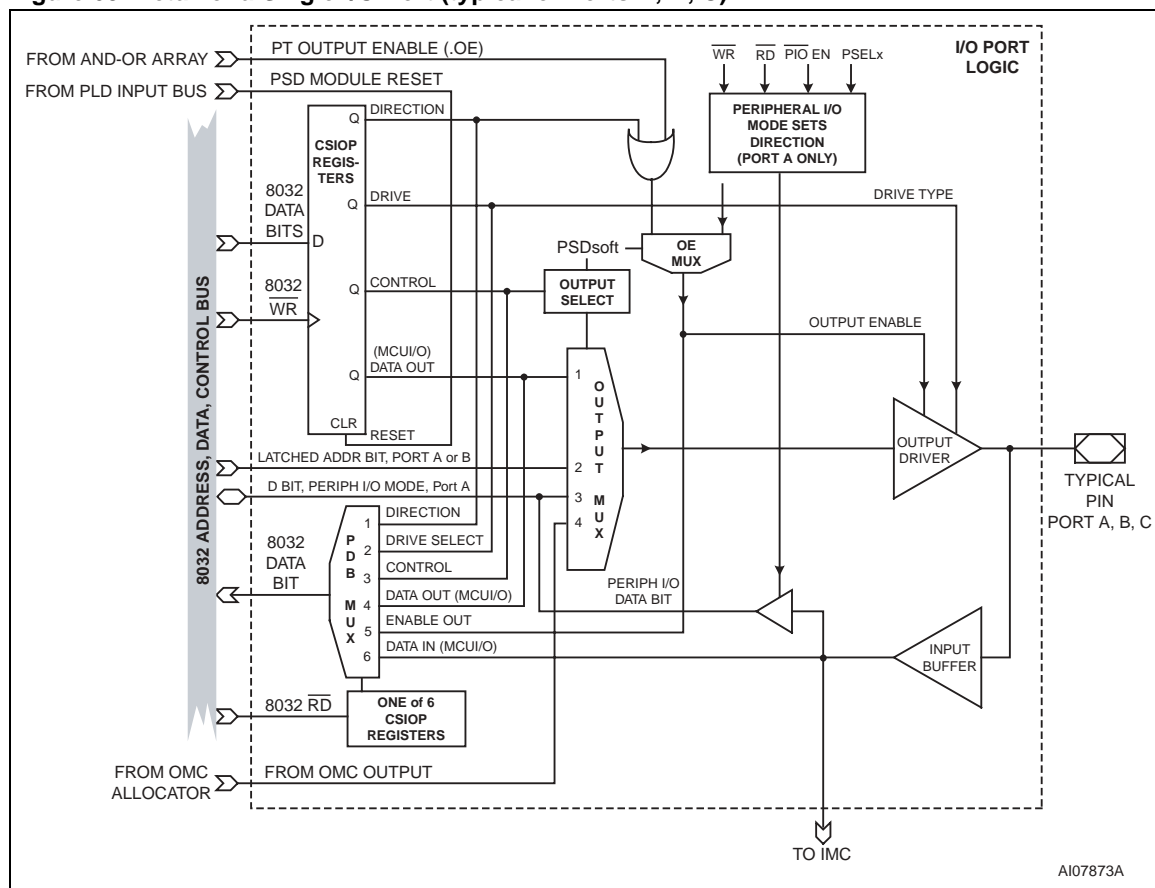 PT OUTPUT ENABLE (.OE)
FROM AND-OR ARRAY
PSD MODULE RESET
FROM PLD INPUT BUS
WR
RD
PIO EN
PSELx
I/O PORT
LOGIC
PERIPHERAL I/O
MODE SETS
DIRECTION
(PORT A ONLY)
Q
DIRECTION
CSIOP
REGIS-
TERS
8032
DATA
BITS
D
Q
DRIVE
DRIVE TYPE
PSDsoft
OE
MUX
8032
WR
Q
CONTROL
OUTPUT
SELECT
OUTPUT ENABLE
(MCUI/O)
DATA OUT
Q
CLR
RESET
8032 ADDRESS, DATA, CONTROL BUS
1
2
3
4
OUTPUT
MUX
OUTPUT
DRIVER
TYPICAL
PIN
PORT A, B, C
LATCHED ADDR BIT, PORT A or B
D BIT, PERIPH I/O MODE, Port A
8032
DATA
BIT
PDB
MUX
1
DIRECTION
2
DRIVE SELECT
3
CONTROL
4
DATA OUT (MCUI/O)
5
ENABLE OUT
6
DATA IN (MCUI/O)
PERIPH I/O
DATA BIT
INPUT
BUFFER
8032 RD
ONE of 6
CSIOP
REGISTERS
FROM OMC
ALLOCATOR
FROM OMC OUTPUT
TO IMC
AI07873A